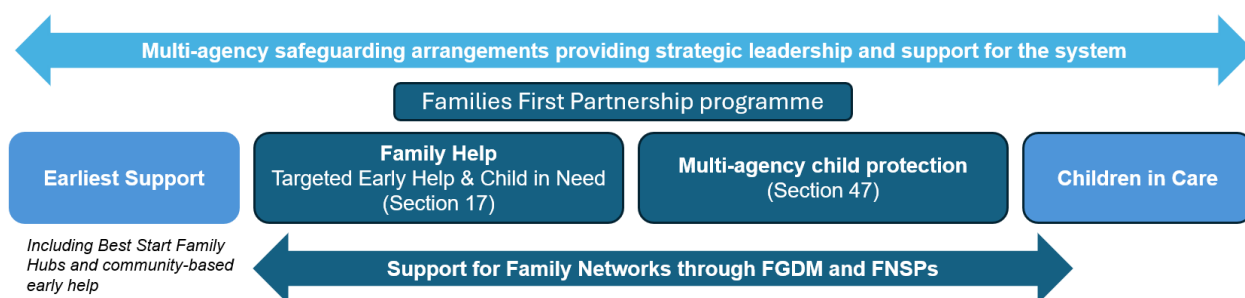 Multi-agency safeguarding arrangements providing strategic leadership and support for the system
Families First Partnership programme
Earliest Support
Family Help
Targeted Early Help & Child in Need
(Section 17)
Multi-agency child protection
(Section 47)
Children in Care
Including Best Start Family
Hubs and community-based
early help
Support for Family Networks through FGDM and FNSPs